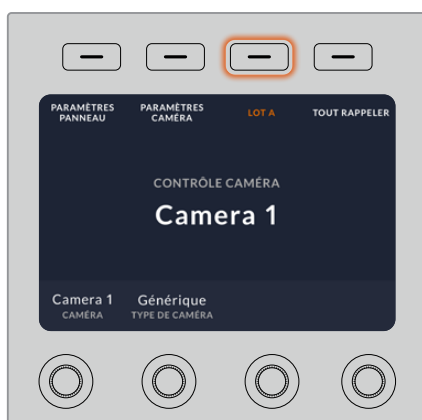 PARAMÈTRES PANNEAU
PARAMÈTRES CAMÉRA
LOT A
TOUT RAPPELER
CONTRÔLE CAMÉRA
Camera 1
Camera 1
CAMÉRA
Générique
TYPE DE CAMÉRA